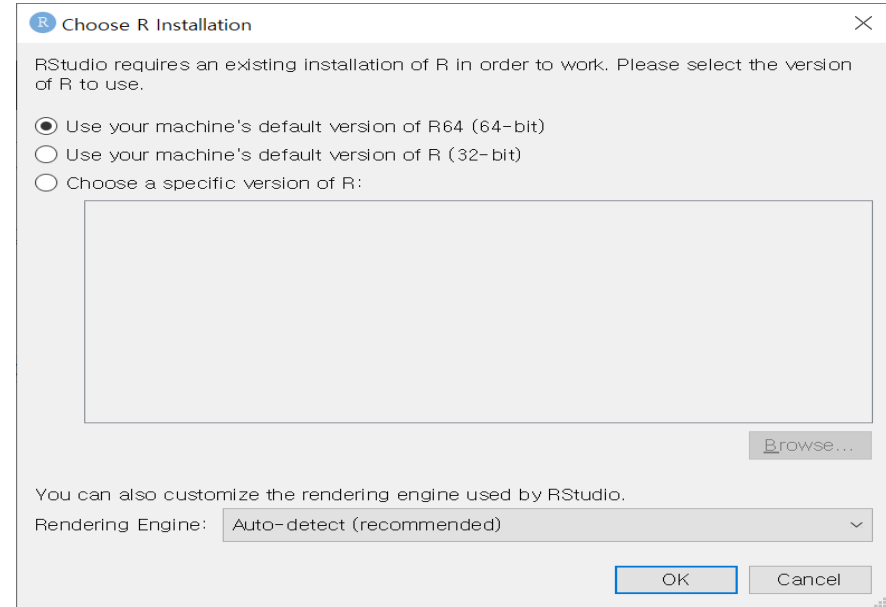 R Choose R Installation
RStudio requires an existing installation of R in order to work. Please select the version
of R to use.
Use your machine's default version of R64 (64-bit)
Use your machine's default version of R (32-bit)
Choose a specific version of R:
Browse...
You can also customize the rendering engine used by RStudio.
Rendering Engine: Auto-detect (recommended)
OK Cancel